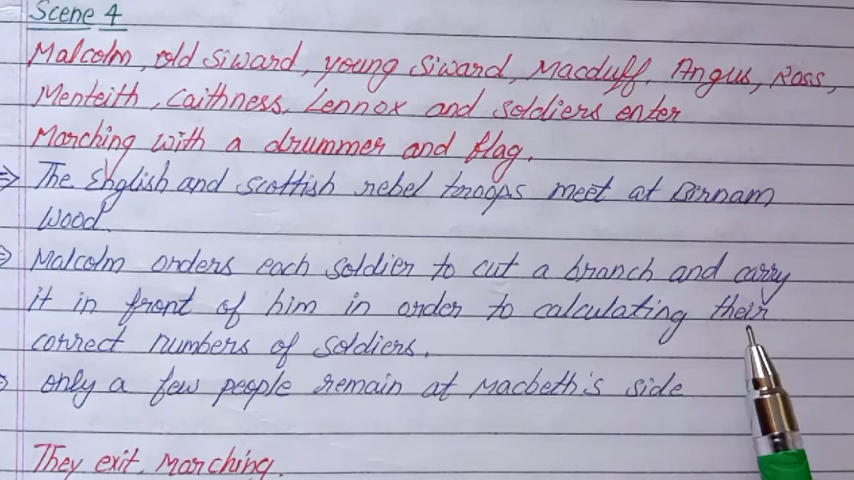 Scene 4
Malcolm, old Siward, young Siward, Macduff, Angus, Ross,
Menteith, Caithness, Lennox and soldiers enter
Marching with a drummer and flag.
⇒ The English and Scottish rebel troops meet at Birnam
Wood.
⇒ Malcolm orders each soldier to cut a branch and carry
it in front of him in order to calculating their
correct numbers of soldiers.
⇒ only a few people remain at Macbeth's side
They exit, Marching.